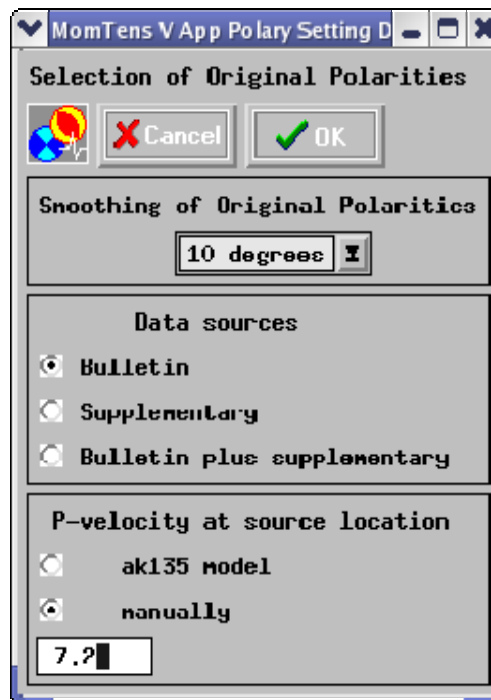 MomTens V App Polary Setting D
Selection of Original Polarities
Cancel
OK
Smoothing of Original Polarities
10 degrees
Data sources
Bulletin
Supplementary
Bulletin plus supplementary
P-velocity at source location
ak135 model
manually
7.2